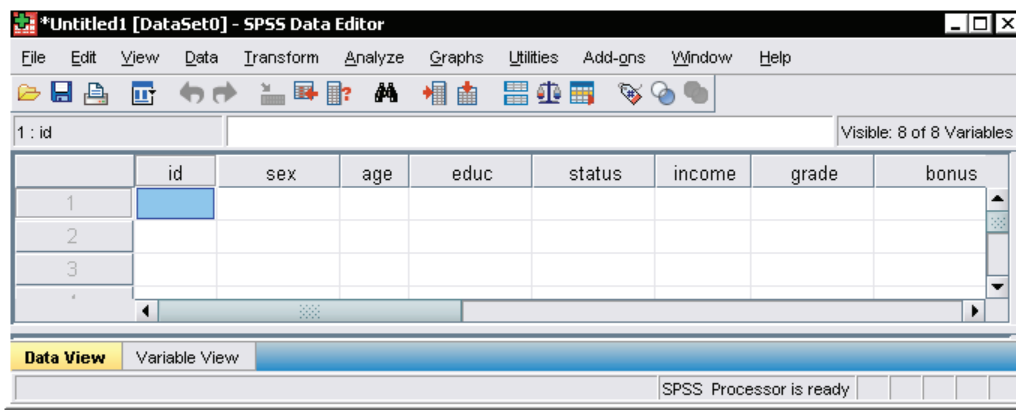 *Untitled1 [DataSet0] - SPSS Data Editor
File Edit View Data Transform Analyze Graphs Utilities Add-ons Window Help
1 : id Visible: 8 of 8 Variables
id sex age educ status income grade bonus
1
2
3
Data View Variable View
SPSS Processor is ready